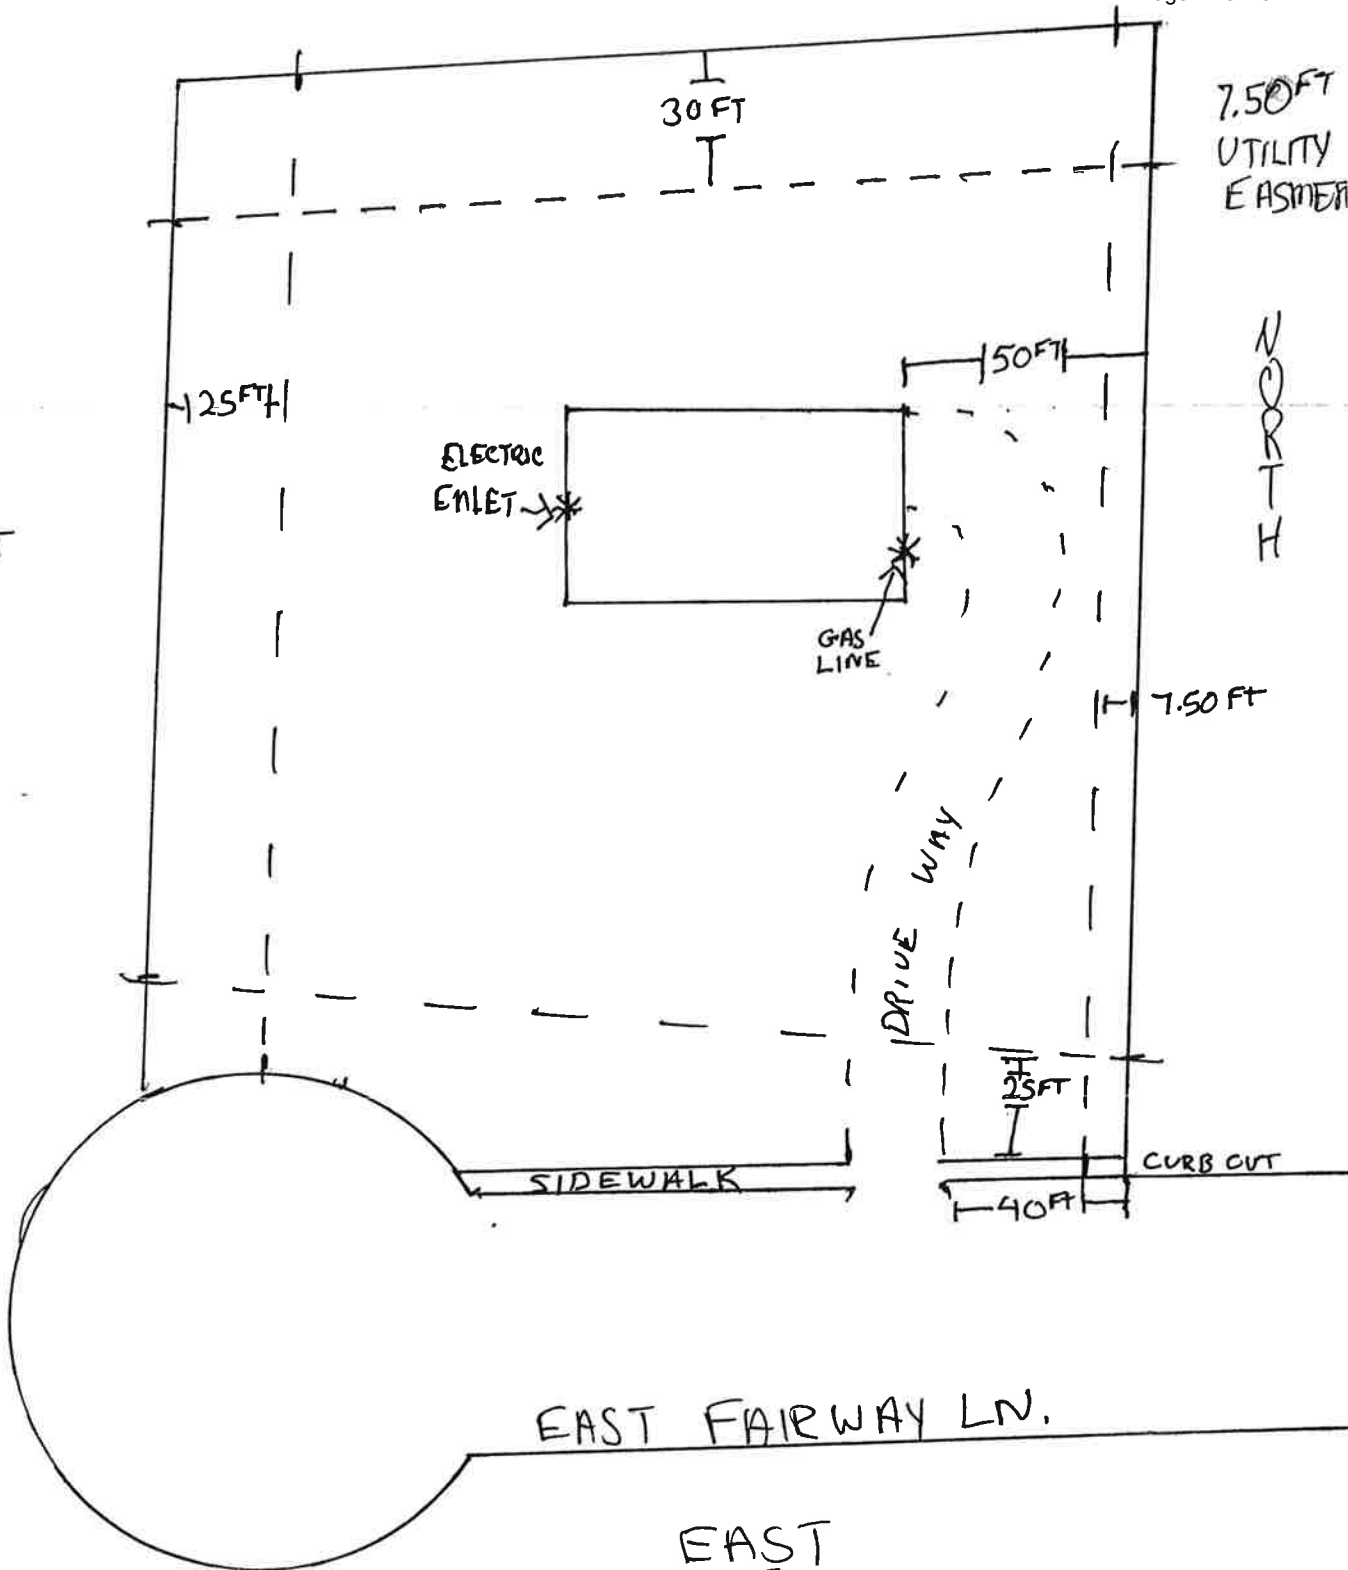 30 FT
7.50 FT
UTILITY
50 FT
NORTH
25 FT
ELECTRIC
ENLET
GAS
LINE
7.50 FT
DRIVE WAY
25 FT
SIDEWALK
CURB CUT
40 FT
EAST FAIRWAY LN.
EAST